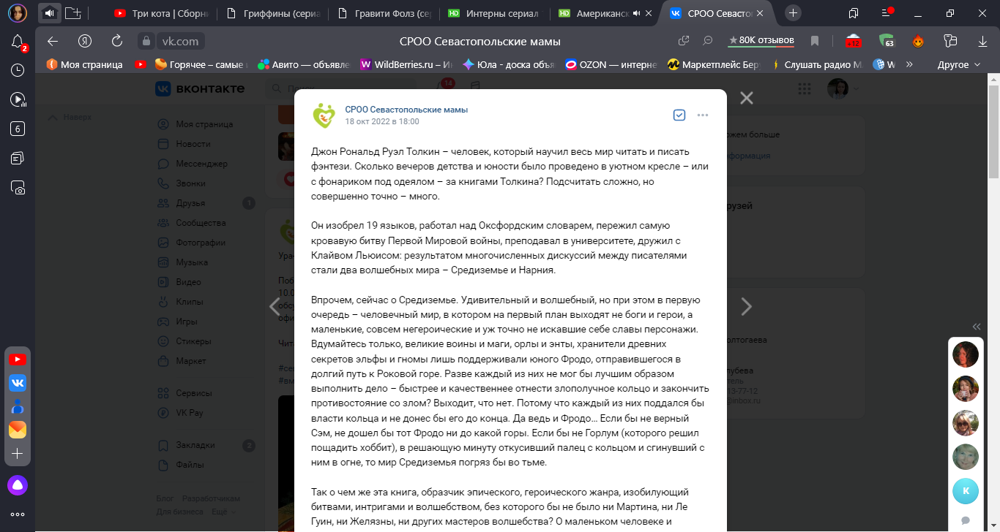 Три кота | Сборни
Гриффины (сериа
Гравити Фолз (се
Интерны сериал
Американск
СРОО Севасто
vk.com
СРОО Севастопольские мамы
80К отзывов
2
+12
63
Моя страница
Горячее – самые
Авито — объявле
WildBerries.ru – И
Юла - доска объя
OZON — интерне
Маркетплейс Бер
Слушать радио М
W
Другое
6
вконтакте
Поиск
14
Наверх
Моя страница
Новости
Мессенджер
Звонки
Друзья
1
Сообщества
Фотографии
Музыка
Видео
Клипы
Игры
Стикеры
Маркет
Сервисы
VK Pay
Закладки
2
Файлы
Блог Разработчикам
Для бизнеса Ещё
СРОО Севастопольские мамы
18 окт 2022 в 18:00
Джон Рональд Руэл Толкин – человек, который научил весь мир читать и писать
фэнтези. Сколько вечеров детства и юности было проведено в уютном кресле – или
с фонариком под одеялом – за книгами Толкина? Подсчитать сложно, но
совершенно точно – много.
Он изобрел 19 языков, работал над Оксфордским словарем, пережил самую
кровавую битву Первой Мировой войны, преподавал в университете, дружил с
Клайвом Льюисом: результатом многочисленных дискуссий между писателями
стали два волшебных мира – Средиземье и Нарния.
Впрочем, сейчас о Средиземье. Удивительный и волшебный, но при этом в первую
очередь – человечный мир, в котором на первый план выходят не боги и герои, а
маленькие, совсем негероические и уж точно не искавшие себе славы персонажи.
Вдумайтесь только, великие воины и маги, орлы и энты, хранители древних
секретов эльфы и гномы лишь поддерживали юного Фродо, отправившегося в
долгий путь к Роковой горе. Разве каждый из них не мог бы лучшим образом
выполнить дело – быстрее и качественнее отнести злополучное кольцо и закончить
противостояние со злом? Выходит, что нет. Потому что каждый из них поддался бы
власти кольца и не донес бы его до конца. Да ведь и Фродо... Если бы не верный
Сэм, не дошел бы тот Фродо ни до какой горы. Если бы не Горлум (которого решил
пощадить хоббит), в решающую минуту откусивший палец с кольцом и сгинувший с
ним в огне, то мир Средиземья погряз бы во тьме.
Так о чем же эта книга, образчик эпического, героического жанра, изобилующий
битвами, интригами и волшебством, без которого бы не было ни Мартина, ни Ле
Гуин, ни Желязны, ни других мастеров волшебства? О маленьком человеке и
Ура-
Поб
10.0
обсу
офи
Чит
#сев
#вм
ожем больше
нформация
рузей
олтогаева
лубева
тель
13-77-12
@inbox.ru
K